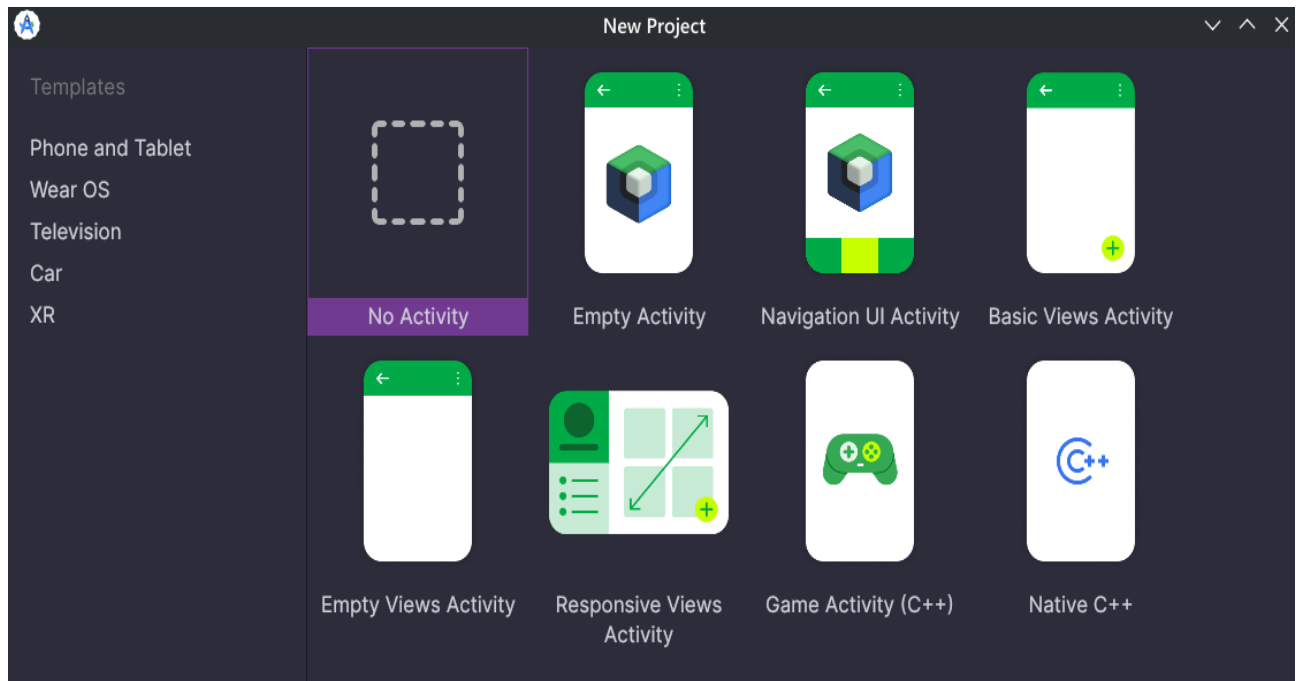 New Project
Templates
Phone and Tablet
Wear OS
Television
Car
XR
No Activity
Empty Activity
Navigation UI Activity
Basic Views Activity
Empty Views Activity
Responsive Views
Activity
Game Activity (C++)
C++
Native C++